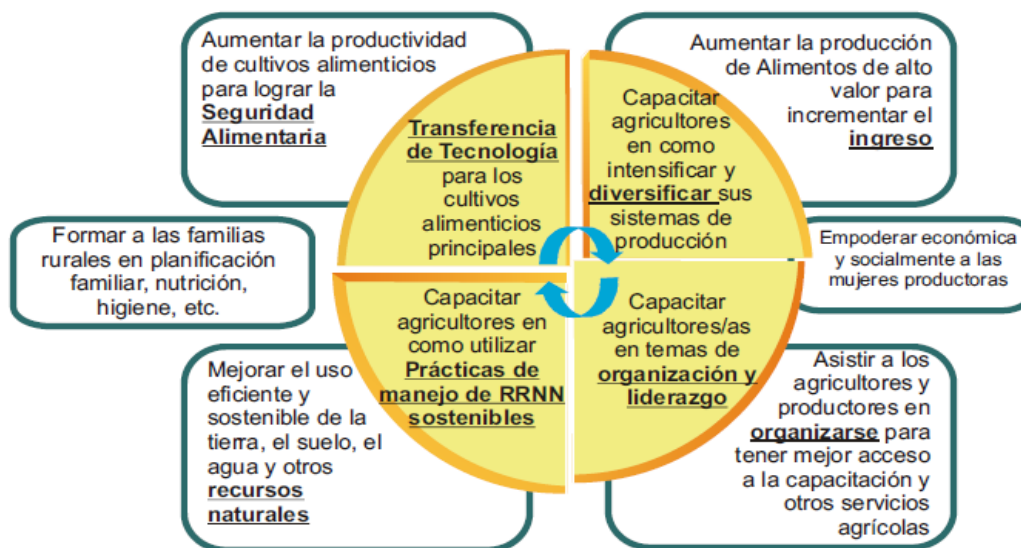 Aumentar la productividad
de cultivos alimenticios
para lograr la
Seguridad
Alimentaria
Transferencia
de Tecnología
para los
cultivos
alimenticios
principales
Capacitar
agricultores
en como
intensificar y
diversificar sus
sistemas de
producción
Aumentar la producción
de Alimentos de alto
valor para
incrementar el
ingreso
Formar a las familias
rurales en planificación
familiar, nutrición,
higiene, etc.
Empoderar económica
y socialmente a las
mujeres productoras
Mejorar el uso
eficiente y
sostenible de la
tierra, el suelo, el
agua y otros
recursos
naturales
Capacitar
agricultores en
como utilizar
Prácticas de
manejo de RRNN
sostenibles
Capacitar
agricultores/as
en temas de
organización y
liderazgo
Asistir a los
agricultores y
productores en
organizarse para
tener mejor acceso
a la capacitación y
otros servicios
agrícolas